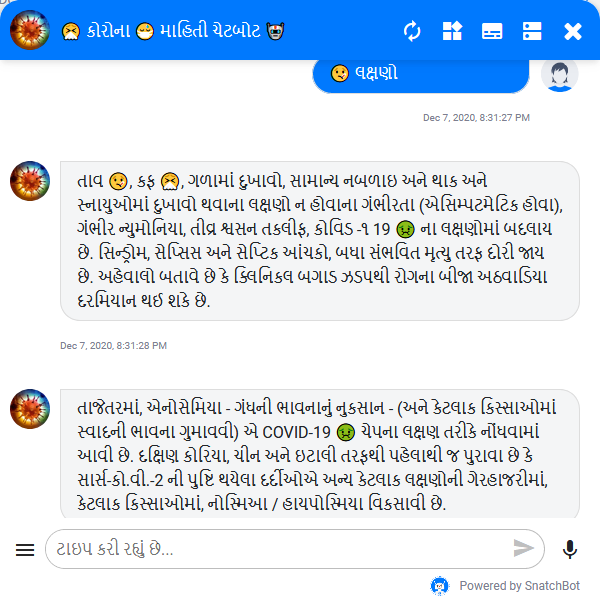 🤧 કોરોના 😷 માહિતી ચેટબોટ 🤖
🤒 લક્ષણો
Dec 7, 2020, 8:31:27 PM
તાવ 🤒, કફ 🤧, ગળામાં દુખાવો, સામાન્ય નબળાઇ અને થાક અને
સ્નાયુઓમાં દુખાવો થવાના લક્ષણો ન હોવાના ગંભીરતા (એસિમ્પટમેટિક હોવા),
ગંભીર ન્યુમોનિયા, તીવ્ર શ્વસન તકલીફ, કોવિડ -૧ 19 🤢 ના લક્ષણોમાં બદલાય
છે. સિન્ડ્રોમ, સેપ્સિસ અને સેપ્ટિક આંચકો, બધા સંભવિત મૃત્યુ તરફ દોરી જાય
છે. અહેવાલો બતાવે છે કે ક્લિનિકલ બગાડ ઝડપથી રોગના બીજા અઠવાડિયા
દરમિયાન થઈ શકે છે.
Dec 7, 2020, 8:31:28 PM
તાજેતરમાં, એનોસેમિયા - ગંધની ભાવનાનું નુકસાન - (અને કેટલાક કિસ્સાઓમાં
સ્વાદની ભાવના ગુમાવવી) એ COVID-19 🤢 ચેપના લક્ષણ તરીકે નોંધવામાં
આવી છે. દક્ષિણ કોરિયા, ચીન અને ઇટાલી તરફથી પહેલાથી જ પુરાવા છે કે
સાર્સ-કો.વી.-2 ની પુષ્ટિ થયેલા દર્દીઓએ અન્ય કેટલાક લક્ષણોની ગેરહાજરીમાં,
કેટલાક કિસ્સાઓમાં, નોસ્મિઆ / હાયપોસ્મિયા વિકસાવી છે.
ટાઇપ કરી રહ્યું છે...
Powered by SnatchBot